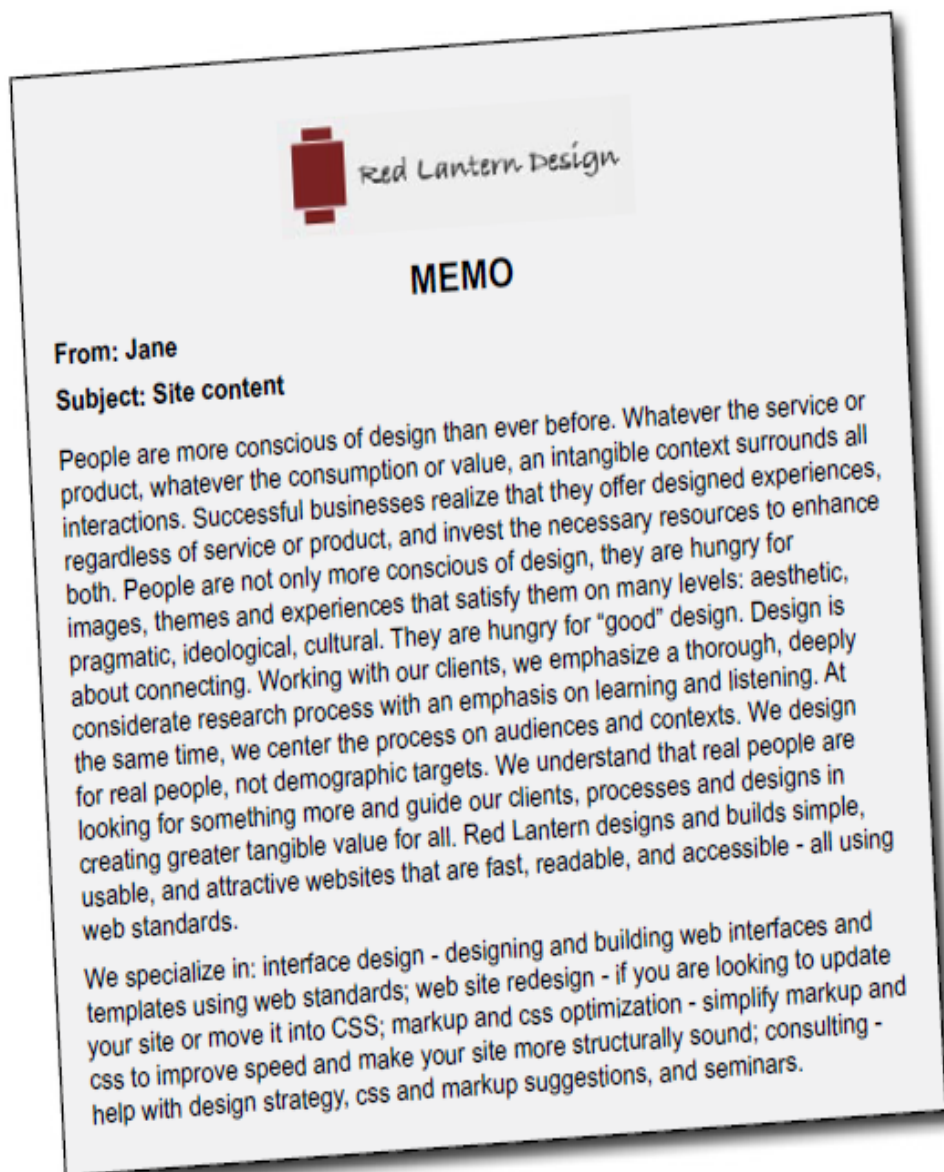 Red Lantern Design
MEMO
From: Jane
Subject: Site content
People are more conscious of design than ever before. Whatever the service or
product, whatever the consumption or value, an intangible context surrounds all
interactions. Successful businesses realize that they offer designed experiences,
regardless of service or product, and invest the necessary resources to enhance
both. People are not only more conscious of design, they are hungry for
images, themes and experiences that satisfy them on many levels: aesthetic,
pragmatic, ideological, cultural. They are hungry for “good” design. Design is
about connecting. Working with our clients, we emphasize a thorough, deeply
considerate research process with an emphasis on learning and listening. At
the same time, we center the process on audiences and contexts. We design
for real people, not demographic targets. We understand that real people are
looking for something more and guide our clients, processes and designs in
creating greater tangible value for all. Red Lantern designs and builds simple,
usable, and attractive websites that are fast, readable, and accessible - all using
web standards.
We specialize in: interface design - designing and building web interfaces and
templates using web standards; web site redesign - if you are looking to update
your site or move it into CSS; markup and css optimization - simplify markup and
css to improve speed and make your site more structurally sound; consulting -
help with design strategy, css and markup suggestions, and seminars.